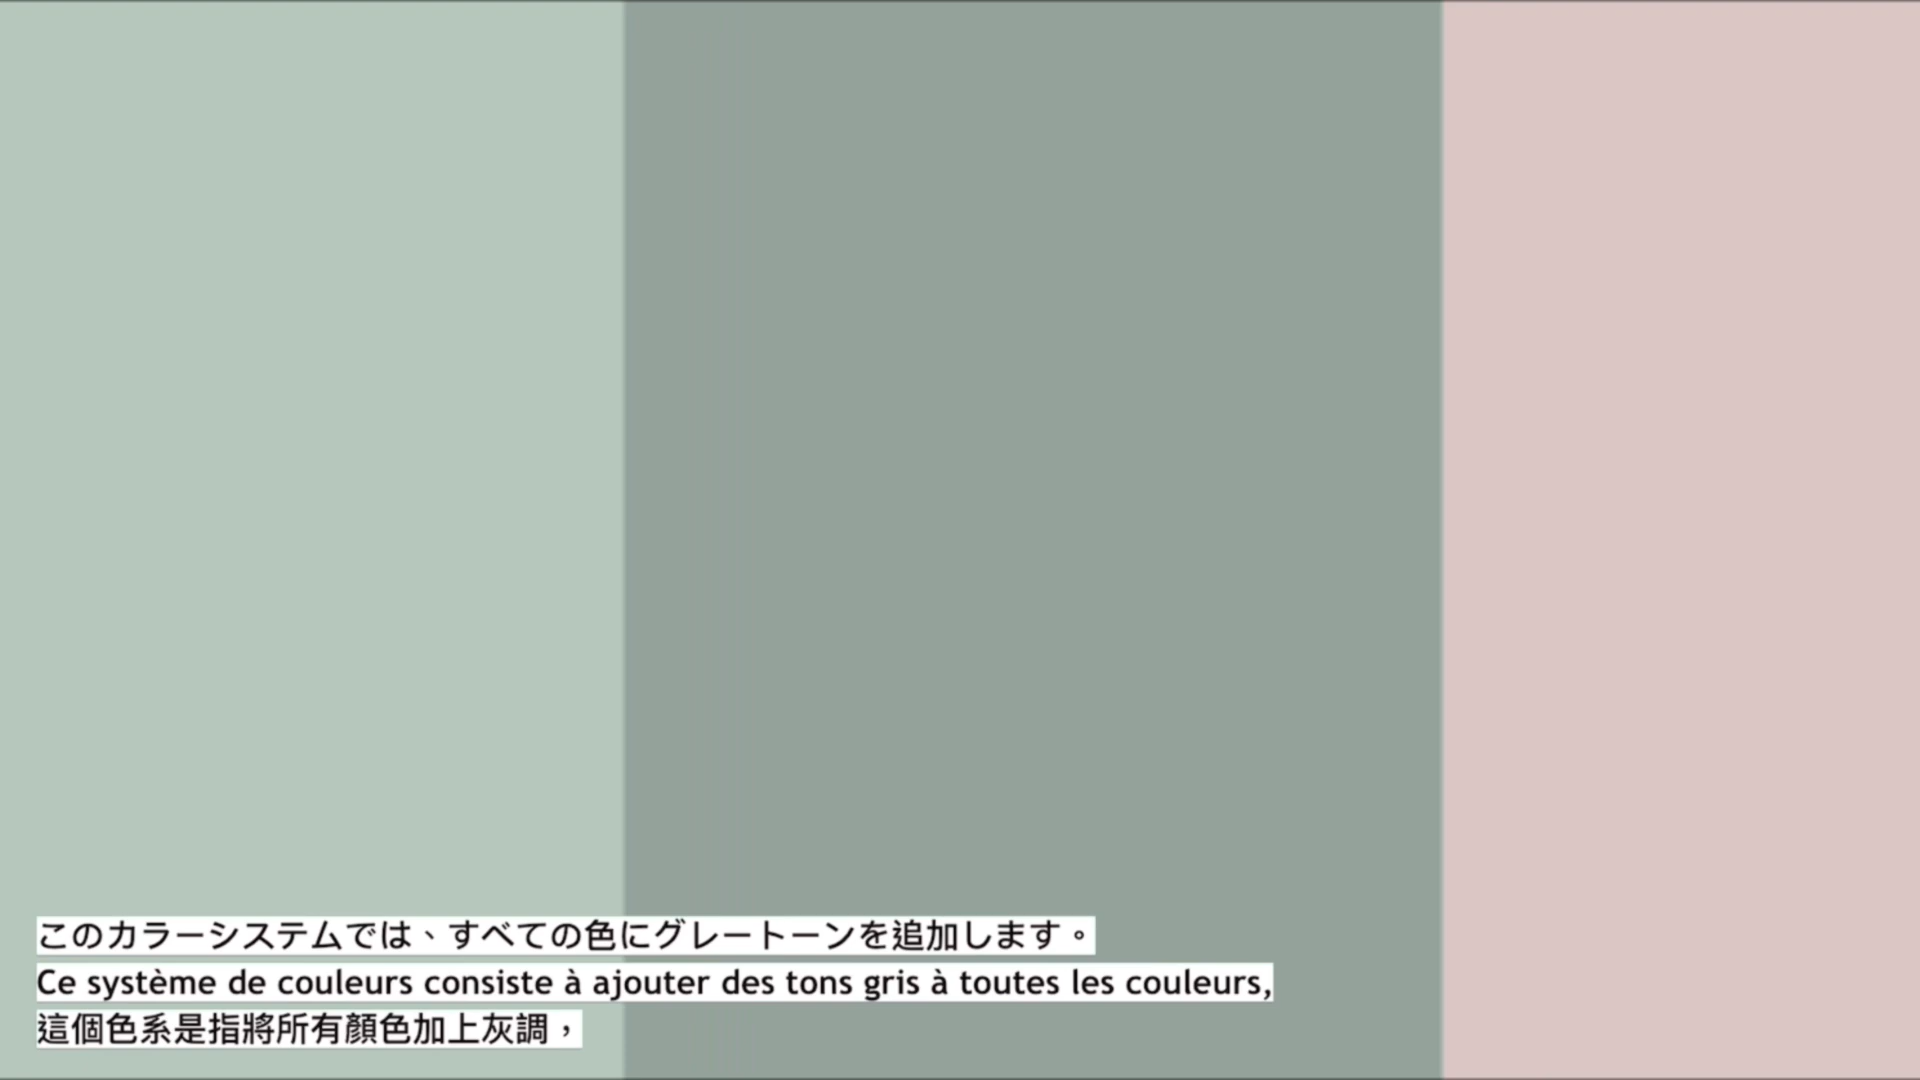 このカラーシステムでは、すべての色にグレートーンを追加します。
Ce système de couleurs consiste à ajouter des tons gris à toutes les couleurs,
這個色系是指將所有顏色加上灰調，